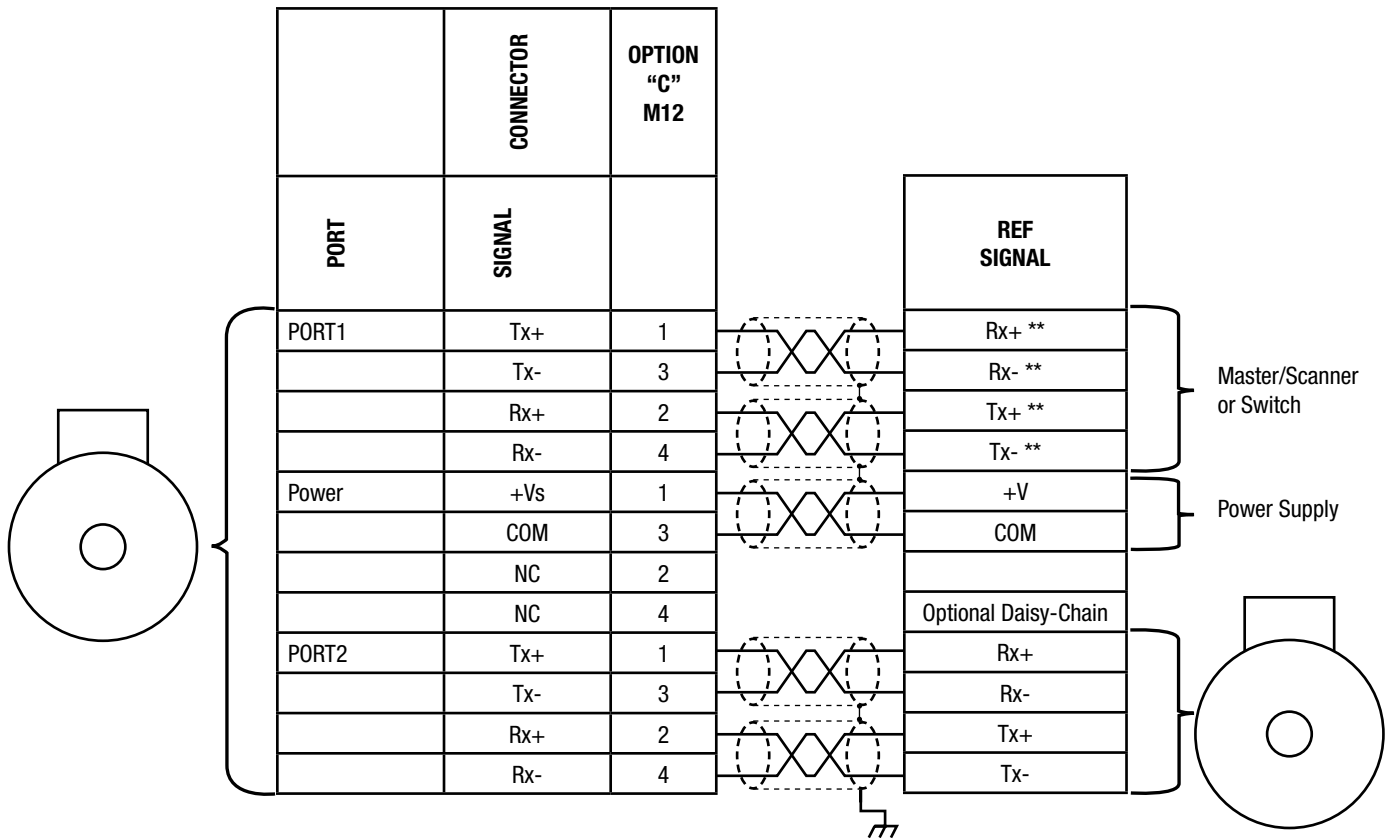 CONNECTOR
OPTION
“C”
M12
PORT
SIGNAL
REF
SIGNAL
PORT1 Tx+ 1 Rx+ **
Tx- 3 Rx- **
Rx+ 2 Tx+ **
Rx- 4 Tx- **
Master/Scanner
or Switch
Power +Vs 1 +V
COM 3 COM
Power Supply
NC 2
NC 4 Optional Daisy-Chain
PORT2 Tx+ 1 Rx+
Tx- 3 Rx-
Rx+ 2 Tx+
Rx- 4 Tx-